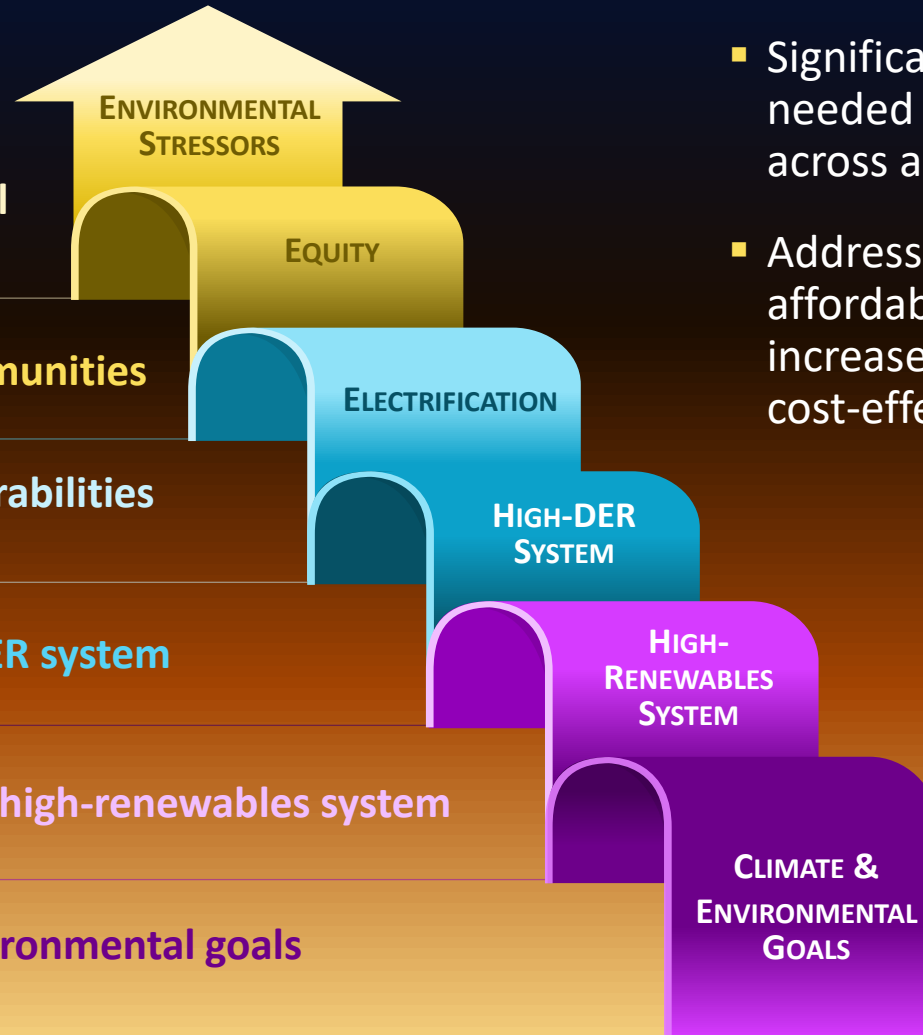 ENVIRONMENTAL
STRESSORS
EQUITY
ELECTRIFICATION
HIGH-DER
SYSTEM
HIGH-
RENEWABLES
SYSTEM
CLIMATE &
ENVIRONMENTAL
GOALS
l
munities
rabilities
ER system
high-renewables system
ironmental goals
▪ Significa
needed
across a
▪ Address
affordab
increase
cost-effe